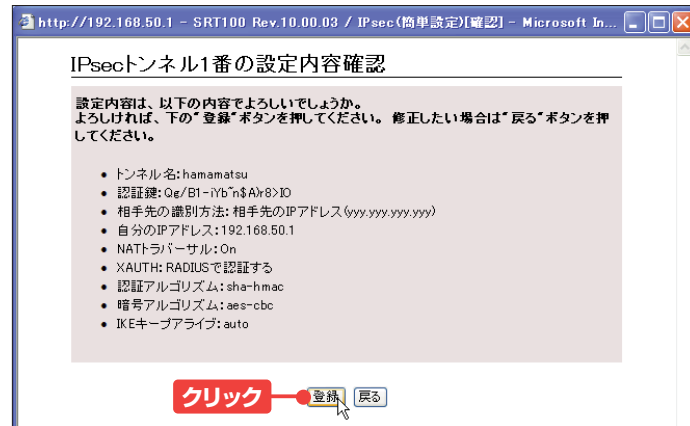 http://192.168.50.1 - SRT100 Rev.10.00.03 / IPsec(簡単設定)[確認] - Microsoft In...
IPsecトンネル1番の設定内容確認
設定内容は、以下の内容でよろしいでしょうか。
よろしければ、下の"登録"ボタンを押してください。 修正したい場合は"戻る"ボタンを押
してください。
• トンネル名: hamamatsu
• 認証鍵: Qg/B1-iYb~n$A)r8>IO
• 相手先の識別方法: 相手先のIPアドレス(yyy.yyy.yyy.yyy)
• 自分のIPアドレス: 192.168.50.1
• NATトラバーサル: On
• XAUTH: RADIUSで認証する
• 認証アルゴリズム: sha-hmac
• 暗号アルゴリズム: aes-cbc
• IKEキープアライブ: auto
クリック 登録 戻る